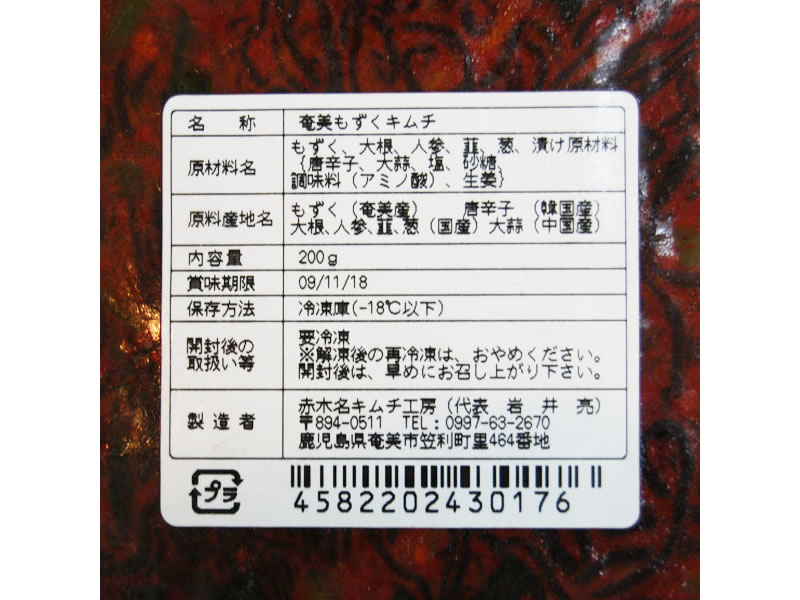 名称 奄美もずくキムチ
原材料名 もずく、大根、人参、韮、葱、漬け原材料
{唐辛子、大蒜、塩、砂糖、
調味料（アミノ酸）、生姜}
原料産地名 もずく（奄美産） 唐辛子（韓国産）
大根、人参、韮、葱（国産）大蒜（中国産）
内容量 200g
賞味期限 09/11/18
保存方法 冷凍庫(-18℃以下)
開封後の取扱い等 要冷凍
※解凍後の再冷凍は、おやめください。
開封後は、早めにお召し上がり下さい。
製造者 赤木名キムチ工房（代表 岩井 亮）
〒894-0511 TEL：0997-63-2670
鹿児島県奄美市笠利町里464番地
プラ
4582202430176